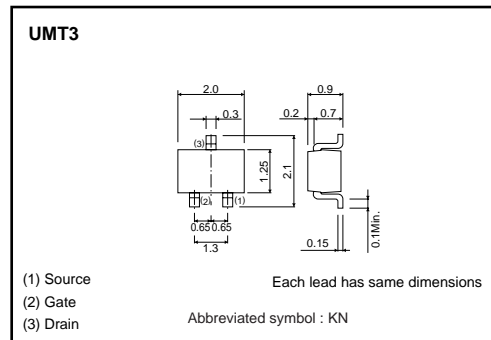 UMT3
2.0
0.9
0.3
0.2
0.7
(3)
1.25
2.1
(2)
(1)
0.65
0.65
1.3
0.15
0.1Min.
(1) Source
(2) Gate
(3) Drain
Each lead has same dimensions
Abbreviated symbol : KN